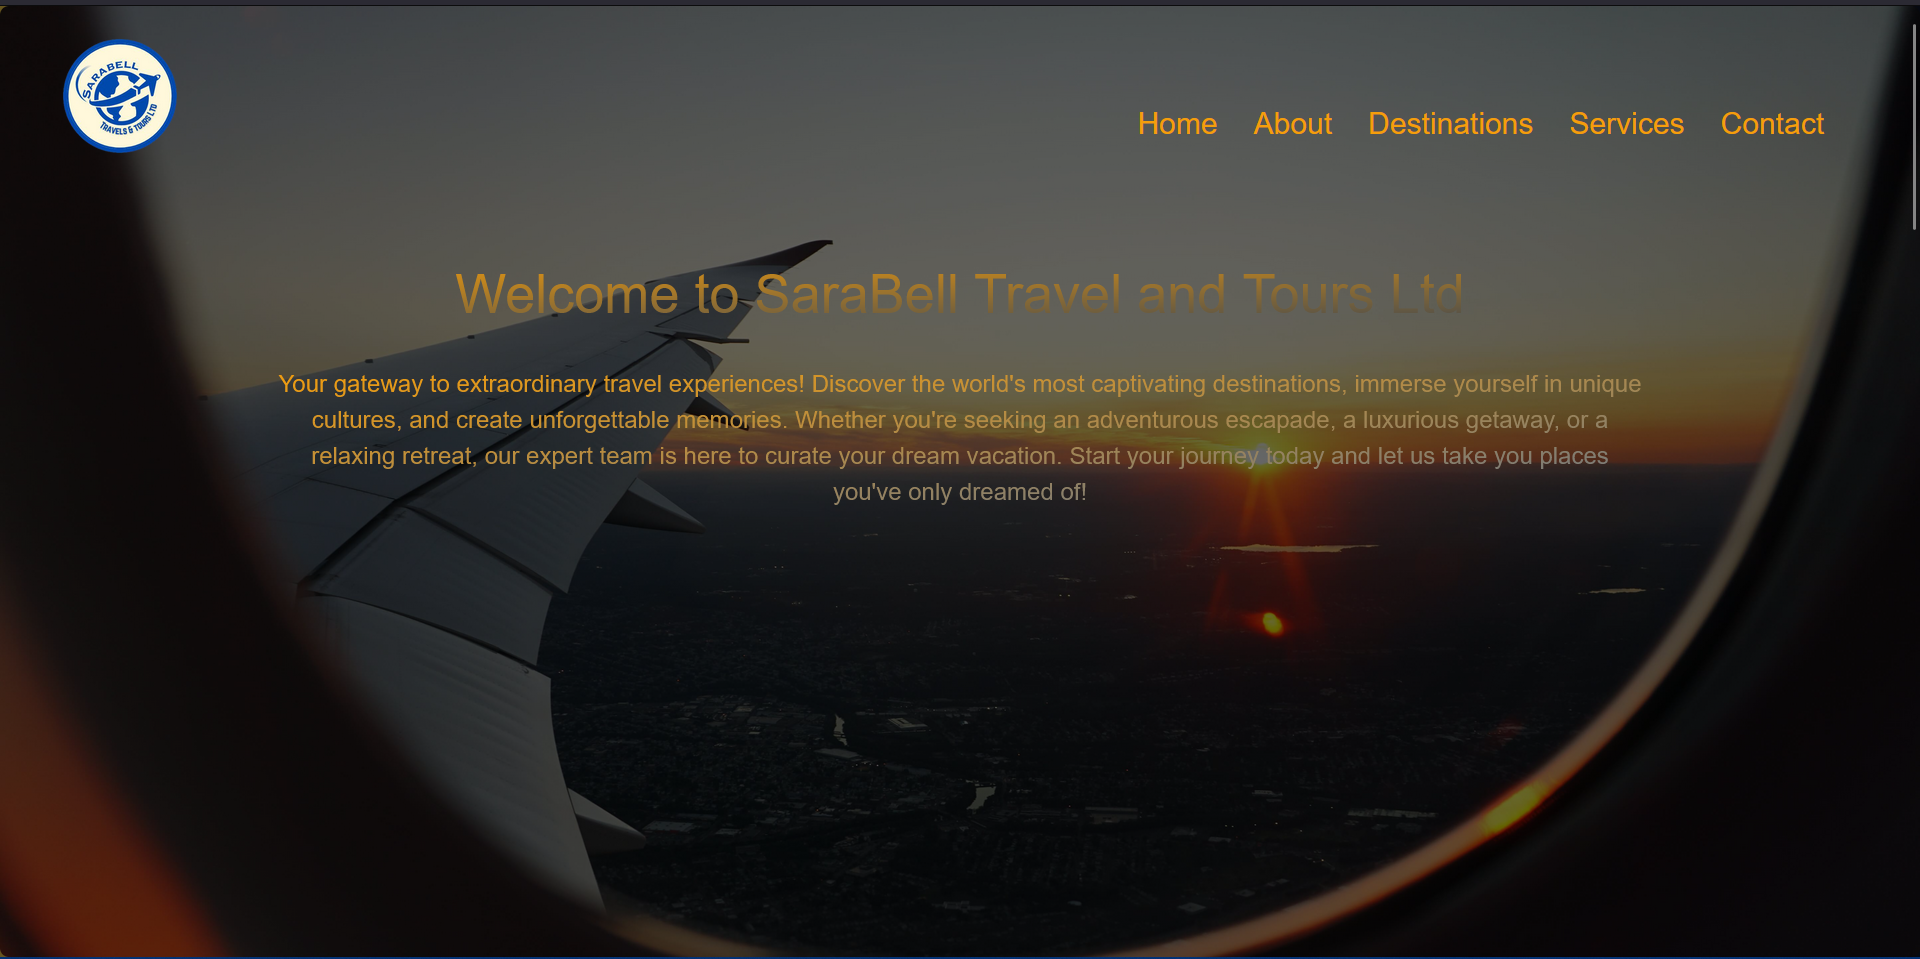 SARABELL
TRAVELS & TOURS LTD
Home About Destinations Services Contact
Welcome to SaraBell Travel and Tours Ltd
Your gateway to extraordinary travel experiences! Discover the world's most captivating destinations, immerse yourself in unique
cultures, and create unforgettable memories. Whether you're seeking an adventurous escapade, a luxurious getaway, or a
relaxing retreat, our expert team is here to curate your dream vacation. Start your journey today and let us take you places
you've only dreamed of!